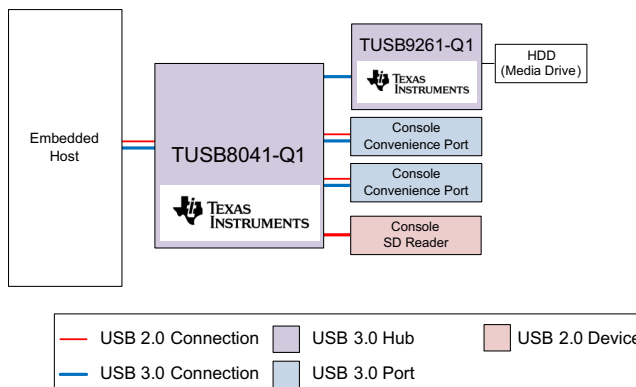 TUSB9261-Q1
TEXAS
INSTRUMENTS
HDD
(Media Drive)
Embedded
Host
TUSB8041-Q1
TEXAS
INSTRUMENTS
Console
Convenience Port
Console
Convenience Port
Console
SD Reader
USB 2.0 Connection
USB 3.0 Hub
USB 2.0 Device
USB 3.0 Connection
USB 3.0 Port